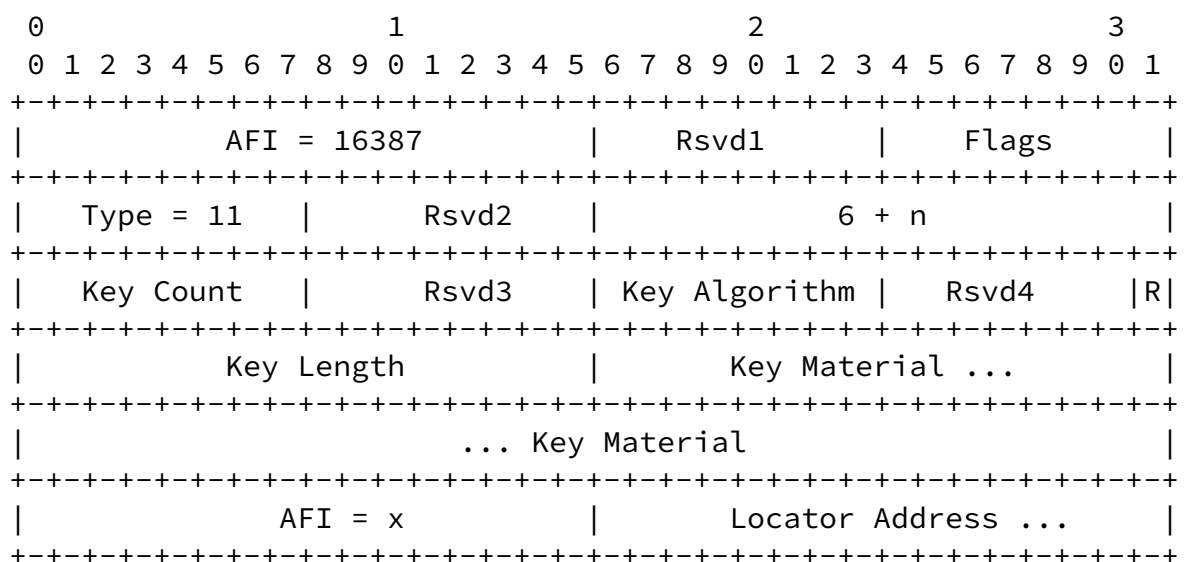 0                   1                   2                   3
 0 1 2 3 4 5 6 7 8 9 0 1 2 3 4 5 6 7 8 9 0 1 2 3 4 5 6 7 8 9 0 1
+-+-+-+-+-+-+-+-+-+-+-+-+-+-+-+-+-+-+-+-+-+-+-+-+-+-+-+-+-+-+-+-+
|           AFI = 16387           |     Rsvd1     |     Flags     |
+-+-+-+-+-+-+-+-+-+-+-+-+-+-+-+-+-+-+-+-+-+-+-+-+-+-+-+-+-+-+-+-+
|   Type = 11   |      Rsvd2      |             6 + n             |
+-+-+-+-+-+-+-+-+-+-+-+-+-+-+-+-+-+-+-+-+-+-+-+-+-+-+-+-+-+-+-+-+
|   Key Count   |      Rsvd3      | Key Algorithm |   Rsvd4     |R|
+-+-+-+-+-+-+-+-+-+-+-+-+-+-+-+-+-+-+-+-+-+-+-+-+-+-+-+-+-+-+-+-+
|           Key Length            |       Key Material ...        |
+-+-+-+-+-+-+-+-+-+-+-+-+-+-+-+-+-+-+-+-+-+-+-+-+-+-+-+-+-+-+-+-+
|                        ... Key Material                       |
+-+-+-+-+-+-+-+-+-+-+-+-+-+-+-+-+-+-+-+-+-+-+-+-+-+-+-+-+-+-+-+-+
|              AFI = x          |       Locator Address ...     |
+-+-+-+-+-+-+-+-+-+-+-+-+-+-+-+-+-+-+-+-+-+-+-+-+-+-+-+-+-+-+-+-+